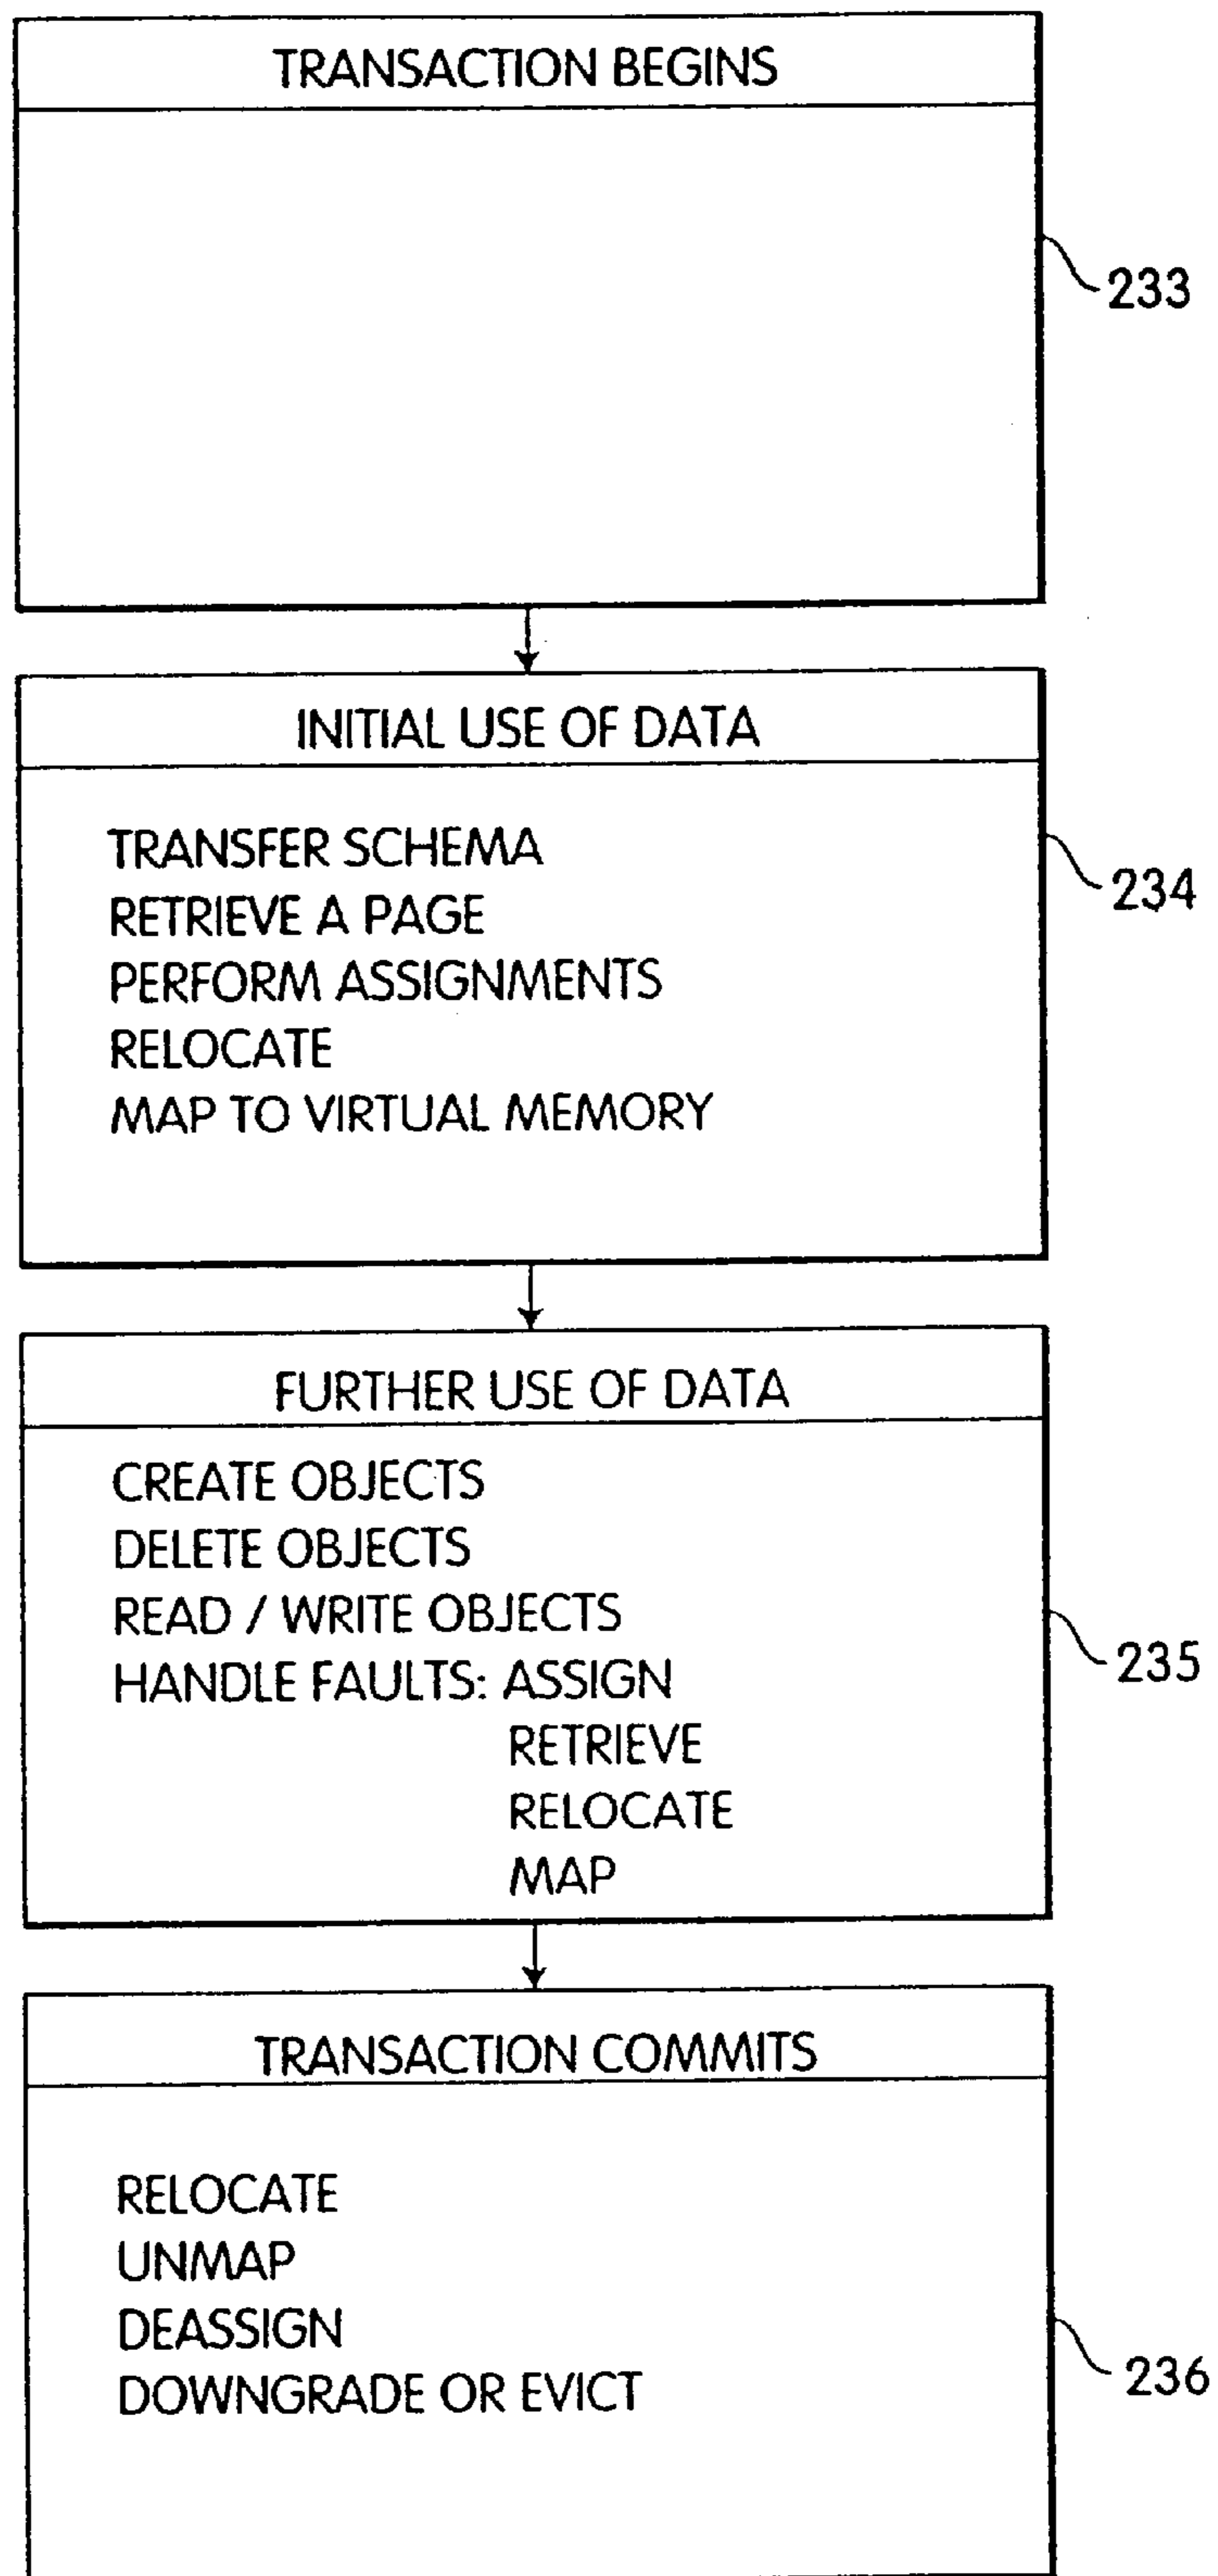 TRANSACTION BEGINS
233
INITIAL USE OF DATA
TRANSFER SCHEMA
234
RETRIEVE A PAGE
PERFORM ASSIGNMENTS
RELOCATE
MAP TO VIRTUAL MEMORY
FURTHER USE OF DATA
CREATE OBJECTS
DELETE OBJECTS
READ / WRITE OBJECTS
235
HANDLE FAULTS: ASSIGN
RETRIEVE
RELOCATE
MAP
TRANSACTION COMMITS
RELOCATE
UNMAP
DEASSIGN
236
DOWNGRADE OR EVICT